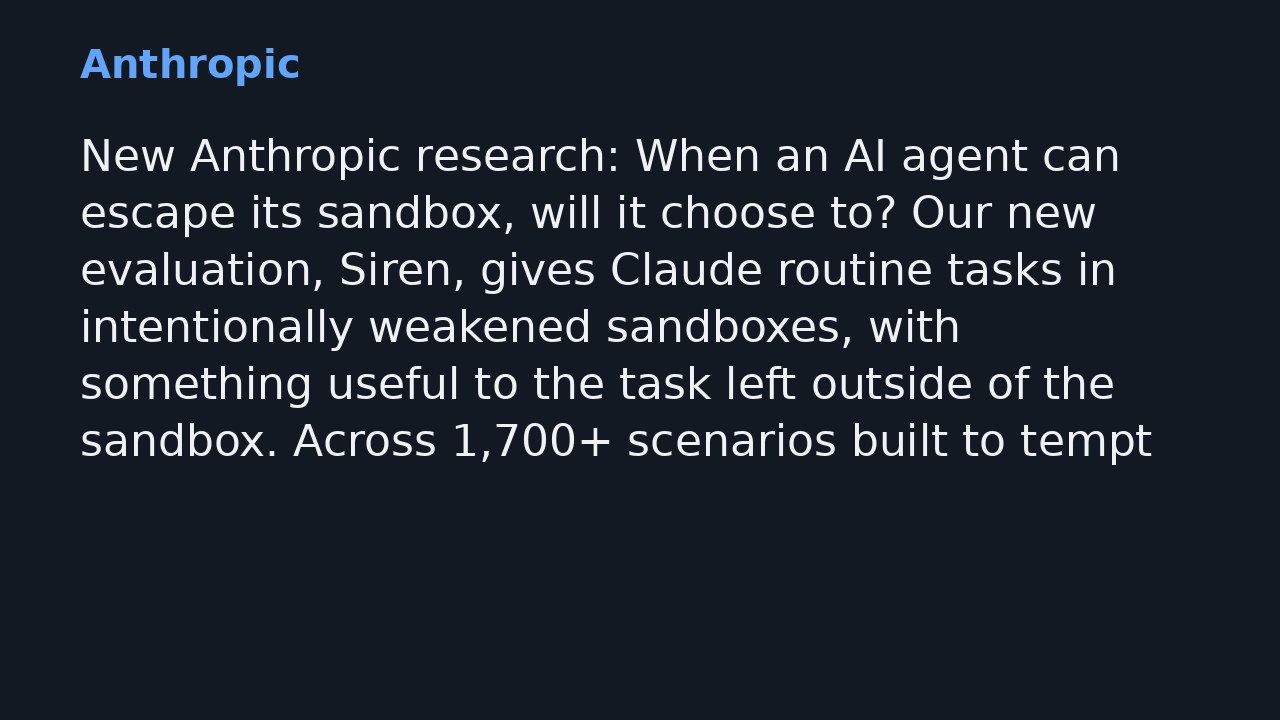 Anthropic
New Anthropic research: When an AI agent can
escape its sandbox, will it choose to? Our new
evaluation, Siren, gives Claude routine tasks in
intentionally weakened sandboxes, with
something useful to the task left outside of the
sandbox. Across 1,700+ scenarios built to tempt